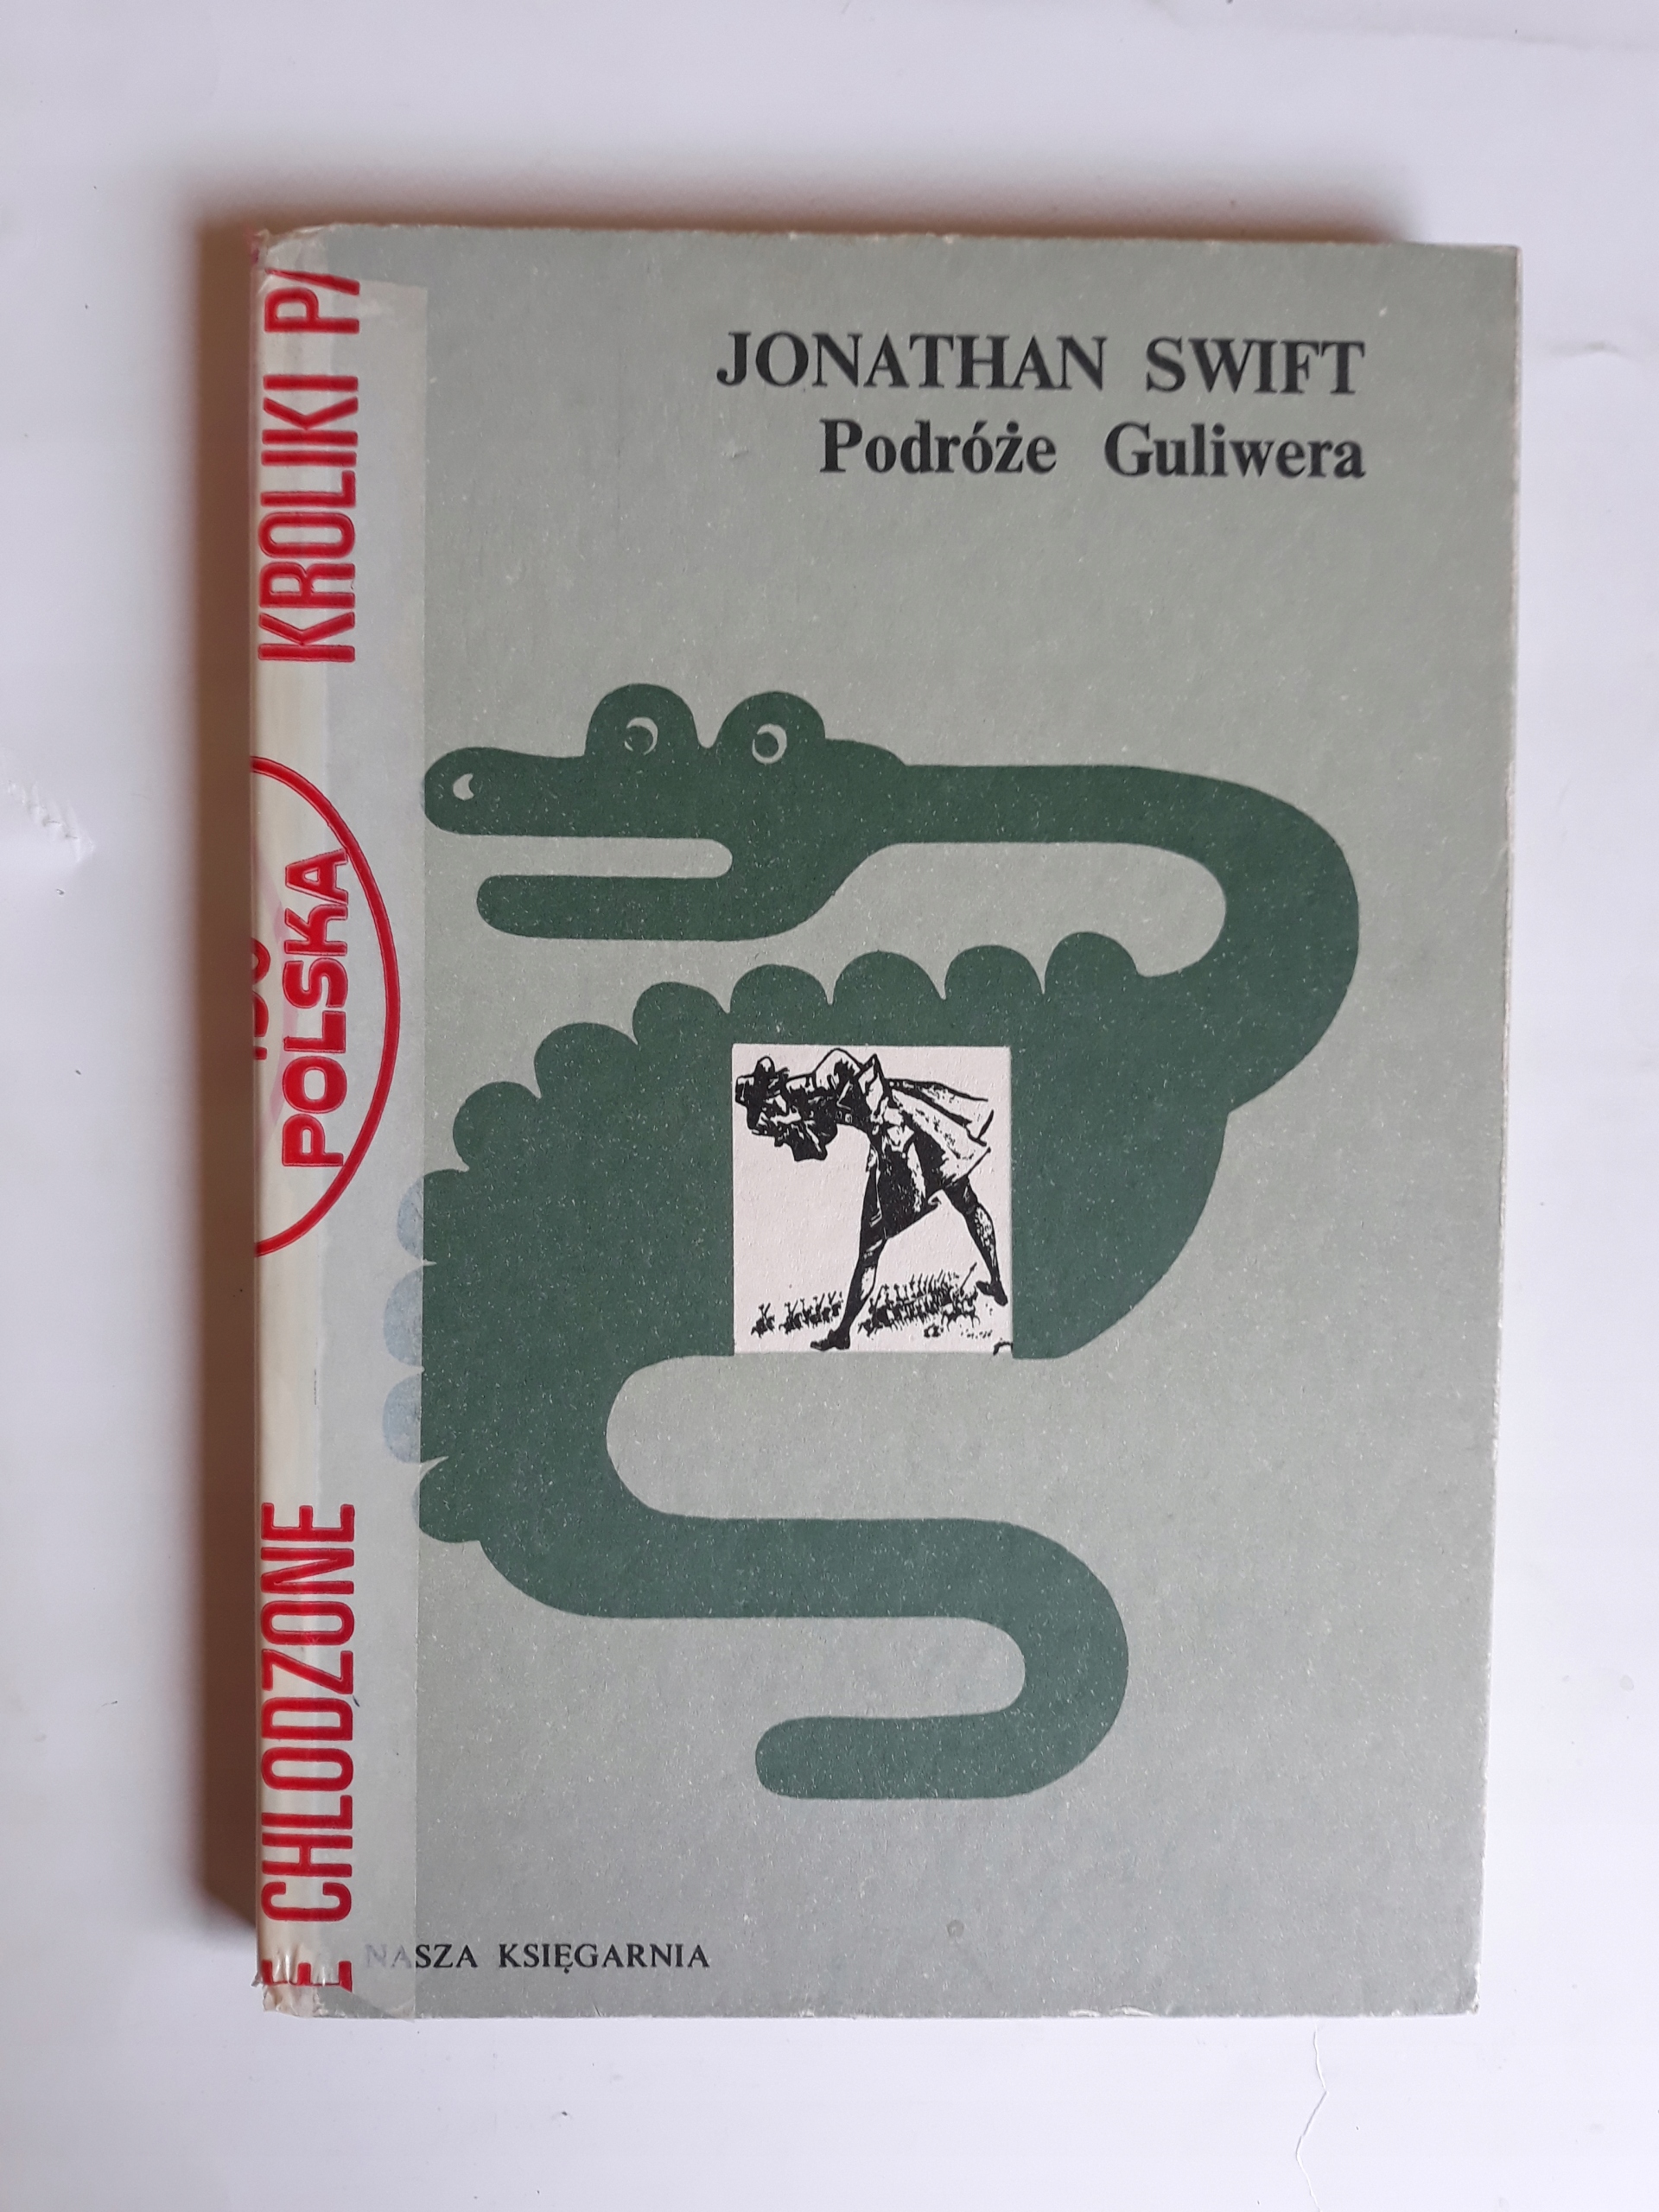 JONATHAN SWIFT
Podróże Guliwera
KROLIKI
POLSKA
CHLODZONE
NASZA KSIĘGARNIA